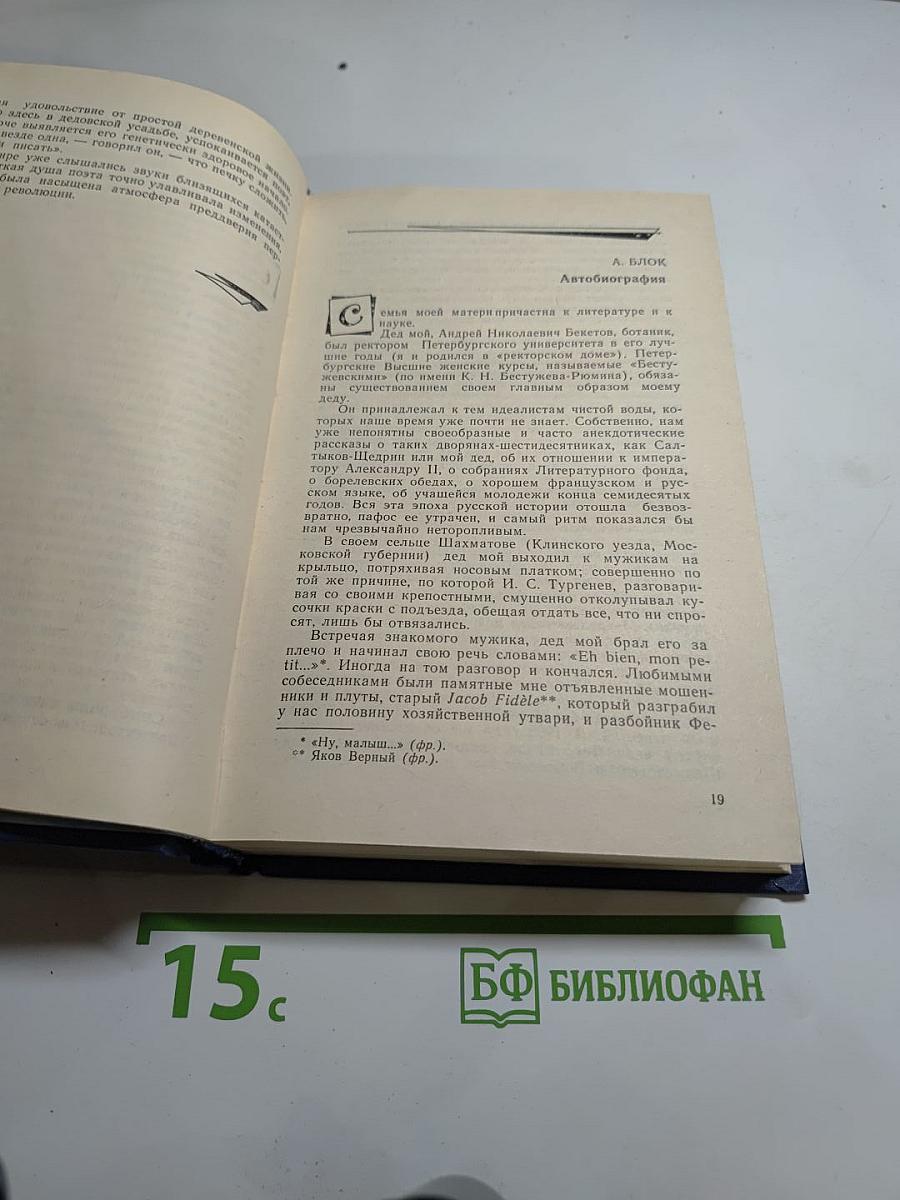 удовольствие от простой деревенской жизни.
здесь в дедовской усадьбе, успокаивается поэт,
выявляется его генетически здоровое начало.
везде одна, — говорил он, — что печку сложить,
писать».
уже слышались звуки близящихся катаст-
душа поэта точно улавливала изменения,
была насыщена атмосфера преддверия пер-
революции.
А. БЛОК
Автобиография
Семья моей матери причастна к литературе и к
науке.
Дед мой, Андрей Николаевич Бекетов, ботаник,
был ректором Петербургского университета в его луч-
шие годы (я и родился в «ректорском доме»). Петер-
бургские Высшие женские курсы, называемые «Бесту-
жевскими» (по имени К. Н. Бестужева-Рюмина), обяза-
ны существованием своем главным образом моему
деду.
Он принадлежал к тем идеалистам чистой воды, ко-
торых наше время уже почти не знает. Собственно, нам
уже непонятны своеобразные и часто анекдотические
рассказы о таких дворянах-шестидесятниках, как Сал-
тыков-Щедрин или мой дед, об их отношении к импера-
тору Александру II, о собраниях Литературного фонда,
о борелевских обедах, о хорошем французском и рус-
ском языке, об учащейся молодежи конца семидесятых
годов. Вся эта эпоха русской истории отошла безвоз-
вратно, пафос ее утрачен, и самый ритм показался бы
нам чрезвычайно неторопливым.
В своем сельце Шахматове (Клинского уезда, Мос-
ковской губернии) дед мой выходил к мужикам на
крыльцо, потряхивая носовым платком; совершенно по
той же причине, по которой И. С. Тургенев, разговари-
вая со своими крепостными, смущенно отколупывал ку-
сочки краски с подъезда, обещая отдать все, что ни спро-
сят, лишь бы отвязались.
Встречая знакомого мужика, дед мой брал его за
плечо и начинал свою речь словами: «Eh bien, mon pe-
tit...»*. Иногда на том разговор и кончался. Любимыми
собеседниками были памятные мне отъявленные мошен-
ники и плуты, старый Jacob Fidèle**, который разграбил
у нас половину хозяйственной утвари, и разбойник Фе-
* «Ну, малыш...» (фр.).
** Яков Верный (фр.).
19
15 с
БФ БИБЛИОФАН